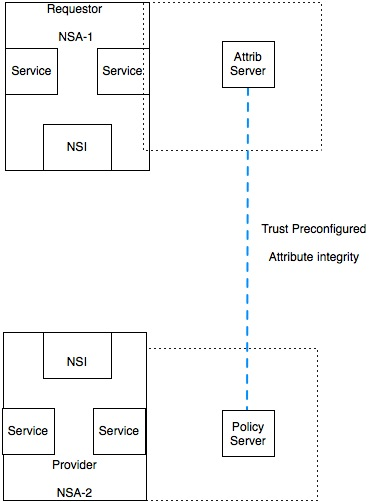 Requestor
NSA-1
Service
Service
NSI
Attrib
Server
Trust Preconfigured
Attribute integrity
NSI
Service
Service
Provider
NSA-2
Policy
Server